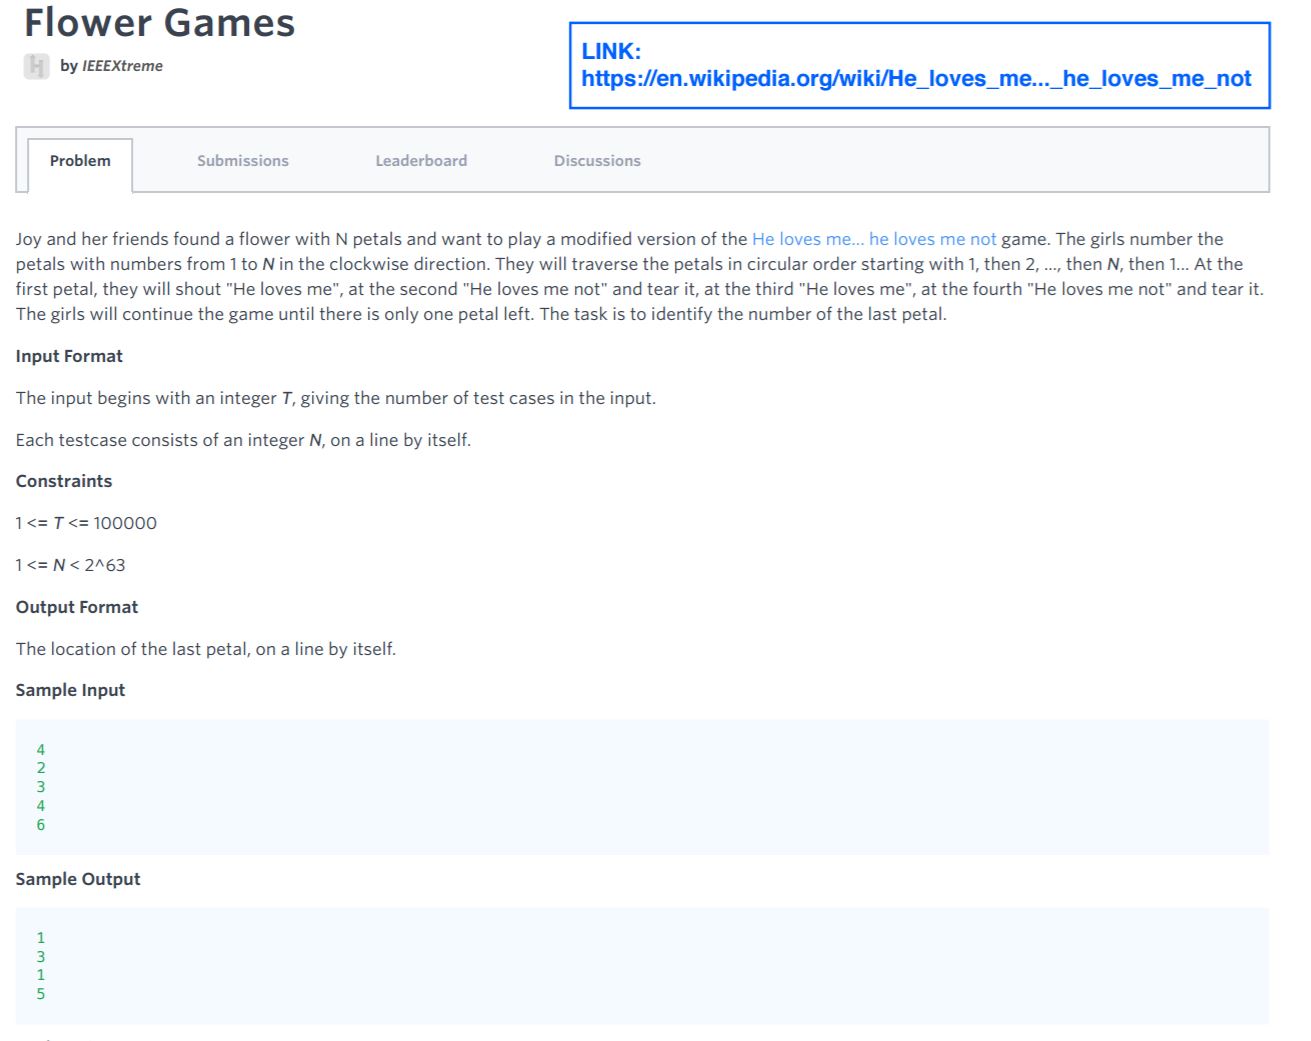 Flower Games
by IEEEXtreme
LINK:
https://en.wikipedia.org/wiki/He_loves_me..._he_loves_me_not
Problem Submissions Leaderboard Discussions
Joy and her friends found a flower with N petals and want to play a modified version of the He loves me... he loves me not game. The girls number the
petals with numbers from 1 to N in the clockwise direction. They will traverse the petals in circular order starting with 1, then 2, ..., then N, then 1... At the
first petal, they will shout "He loves me", at the second "He loves me not" and tear it, at the third "He loves me", at the fourth "He loves me not" and tear it.
The girls will continue the game until there is only one petal left. The task is to identify the number of the last petal.
Input Format
The input begins with an integer T, giving the number of test cases in the input.
Each testcase consists of an integer N, on a line by itself.
Constraints
1 <= T <= 100000
1 <= N < 2^63
Output Format
The location of the last petal, on a line by itself.
Sample Input
4
2
3
4
6
Sample Output
1
3
1
5